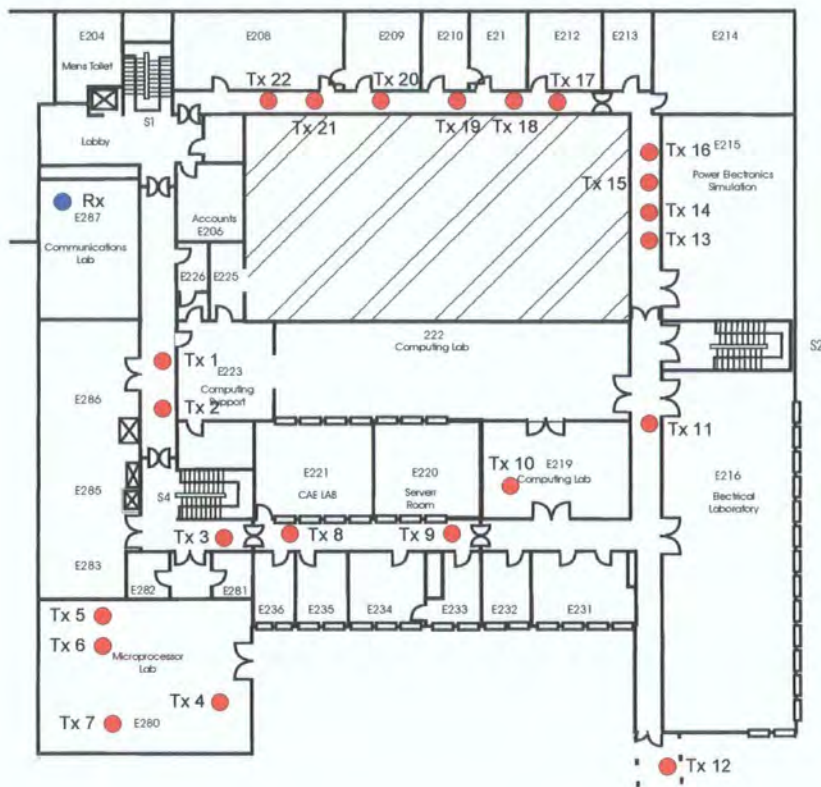 E204
Mens Toilet
E208
E209
E210
E21
E212
E213
E214
Tx 22
Tx 20
Tx 17
Tx 21
Tx 19
Tx 18
S1
Lobby
Tx 16
E215
Power Electronics
Simulation
Tx 15
Tx 14
Tx 13
Rx
E287
Communications
Lab
Accounts
E206
E226
E225
222
Computing Lab
S2
Tx 1
E223
Computing
Support
E286
Tx 2
Tx 11
E221
CAE LAB
E220
Serverr
Room
Tx 10
E219
Computing Lab
E216
Electrical
Laboratory
E285
S4
Tx 3
Tx 8
Tx 9
E283
E282
E281
E236
E235
E234
E233
E232
E231
Tx 5
Tx 6
Microprocessor
Lab
Tx 4
Tx 7
E280
Tx 12